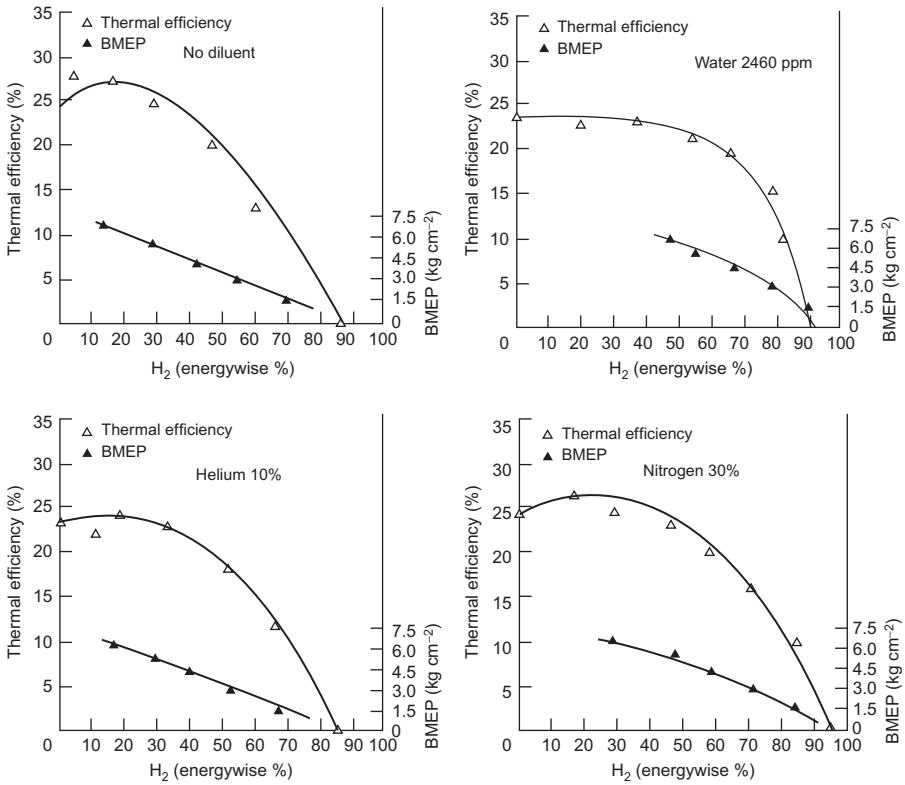 35
30
25
20
15
10
5
0
Thermal efficiency (%)
Thermal efficiency
BMEP
No diluent
7.5
6.0
4.5
3.0
1.5
0
BMEP (kg cm⁻²)
10 20 30 40 50 60 70 80 90 100
H₂ (energywise %)
35
30
25
20
15
10
5
0
Thermal efficiency (%)
Thermal efficiency
BMEP
Water 2460 ppm
7.5
6.0
4.5
3.0
1.5
0
BMEP (kg cm⁻²)
10 20 30 40 50 60 70 80 90 100
H₂ (energywise %)
35
30
25
20
15
10
5
0
Thermal efficiency (%)
Thermal efficiency
BMEP
Helium 10%
7.5
6.0
4.5
3.0
1.5
0
BMEP (kg cm⁻²)
10 20 30 40 50 60 70 80 90 100
H₂ (energywise %)
35
30
25
20
15
10
5
0
Thermal efficiency (%)
Thermal efficiency
BMEP
Nitrogen 30%
7.5
6.0
4.5
3.0
1.5
0
BMEP (kg cm⁻²)
10 20 30 40 50 60 70 80 90 100
H₂ (energywise %)